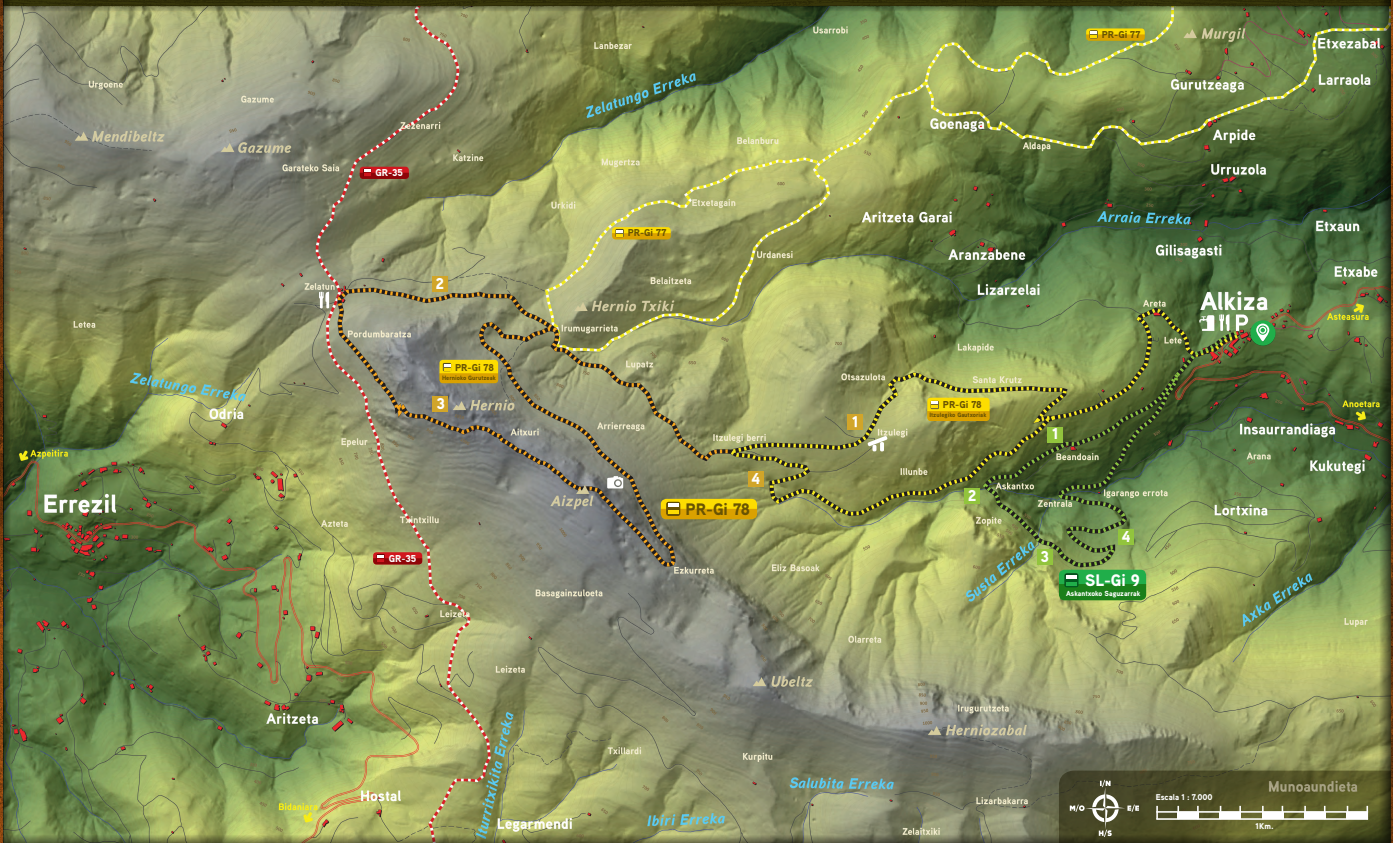 PR-Gi 77
Murgil
Etxezabal
Usarrobi
Lanbezar
Larraola
Urgoene
Zelatungo Erreka
Gurutzeaga
Gazume
Goenaga
Zezenarri
Mendibeltz
Arpide
Gazume
Belanburu
Aldapa
Katzine
Mugertza
Garateko Saia
GR-35
Urruzola
Urkidi
Etxetagain
Aritzeta Garai
Arraia Erreka
Etxaun
PR-Gi 77
Aranzabene
Gilisagasti
Urdanesi
Etxabe
Belaitzeta
Zelatun
2
Lizarzelai
Alkiza
P
Areta
Hernio Txiki
Asteasura
Letea
Irumugarrieta
Pordumbaratza
Lete
Lakapide
Lupatz
PR-Gi 78
Hernioko Gurutzeak
Otsazulota
Santa Krutz
Zelatungo Erreka
3
Hernio
PR-Gi 78
Itzulegiko Gaztaroak
Anoetara
Odria
1
Itzulegi
Aitxuri
Arrierreaga
Itzulegi berri
1
Insaurrandiaga
Epelur
Azpeitira
Beandoain
Arana
Kukutegi
Illunbe
4
Askantxo
Igarango errota
2
Aizpel
Zentrala
Errezil
PR-Gi 78
Lortxina
Azteta
Txintxillu
Zopite
4
GR-35
3
Susta Erreka
Ezkurreta
Eliz Basoak
SL-Gi 9
Askantxoko Saguzarrak
Basagainzuloeta
Axka Erreka
Leizeta
Lupar
Olarreta
Leizeta
Ubeltz
Irugurutzeta
Aritzeta
Herniozabal
Iturritxikita Erreka
Txillardi
Kurpitu
Salubita Erreka
I/N
Munoaundieta
Hostal
Bidaniara
Lizarbakarra
M/O
E/E
Escala 1 : 7.000
Legarmendi
Ibiri Erreka
Zelaitxiki
H/S
1Km.